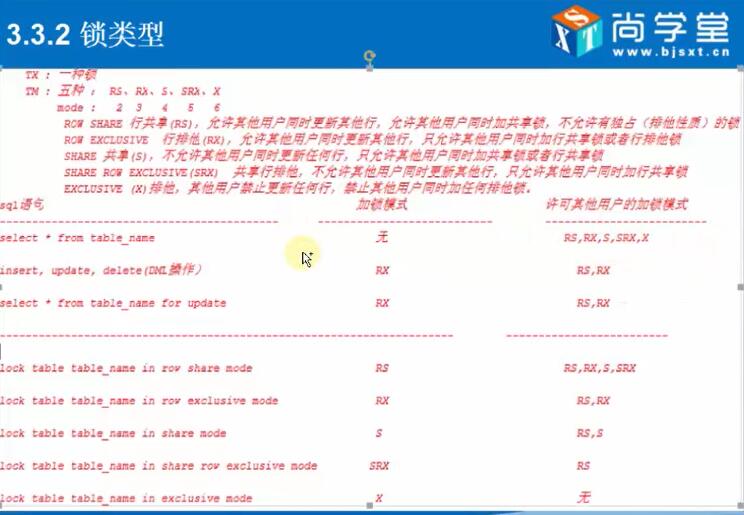 3.3.2 锁类型
SXT 尚学堂
www.bjsxt.cn
TX : 一种锁
TM : 五种 : RS、RX、S、SRX、X
mode : 2 3 4 5 6
ROW SHARE 行共享(RS)，允许其他用户同时更新其他行，允许其他用户同时加共享锁，不允许有独占（排他性质）的锁
ROW EXCLUSIVE 行排他(RX)，允许其他用户同时更新其他行，只允许其他用户同时加行共享锁或者行排他锁
SHARE 共享(S)，不允许其他用户同时更新任何行，只允许其他用户同时加共享锁或者行共享锁
SHARE ROW EXCLUSIVE(SRX) 共享行排他，不允许其他用户同时更新其他行，只允许其他用户同时加行共享锁
EXCLUSIVE (X)排他，其他用户禁止更新任何行，禁止其他用户同时加任何排他锁。
sql语句 加锁模式 许可其他用户的加锁模式
select * from table_name 无 RS,RX,S,SRX,X
insert, update, delete(DML操作） RX RS,RX
select * from table_name for update RX RS,RX
lock table table_name in row share mode RS RS,RX,S,SRX
lock table table_name in row exclusive mode RX RS,RX
lock table table_name in share mode S RS,S
lock table table_name in share row exclusive mode SRX RS
lock table table_name in exclusive mode X 无